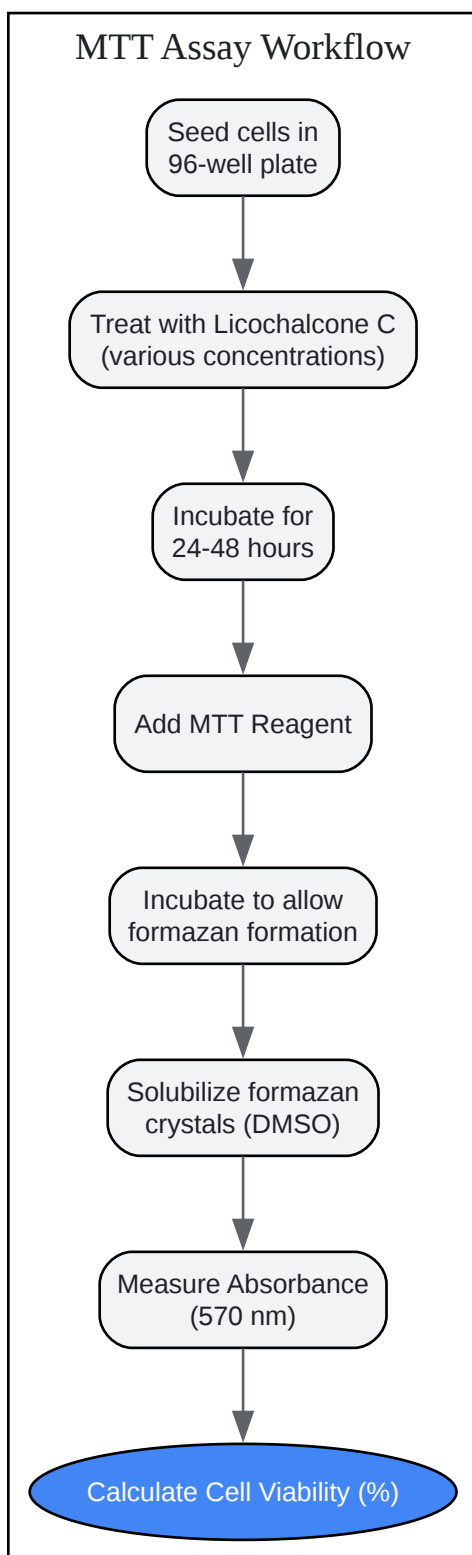 MTT Assay Workflow
Seed cells in
96-well plate
Treat with Licochalcone C
(various concentrations)
Incubate for
24-48 hours
Add MTT Reagent
Incubate to allow
formazan formation
Solubilize formazan
crystals (DMSO)
Measure Absorbance
(570 nm)
Calculate Cell Viability (%)